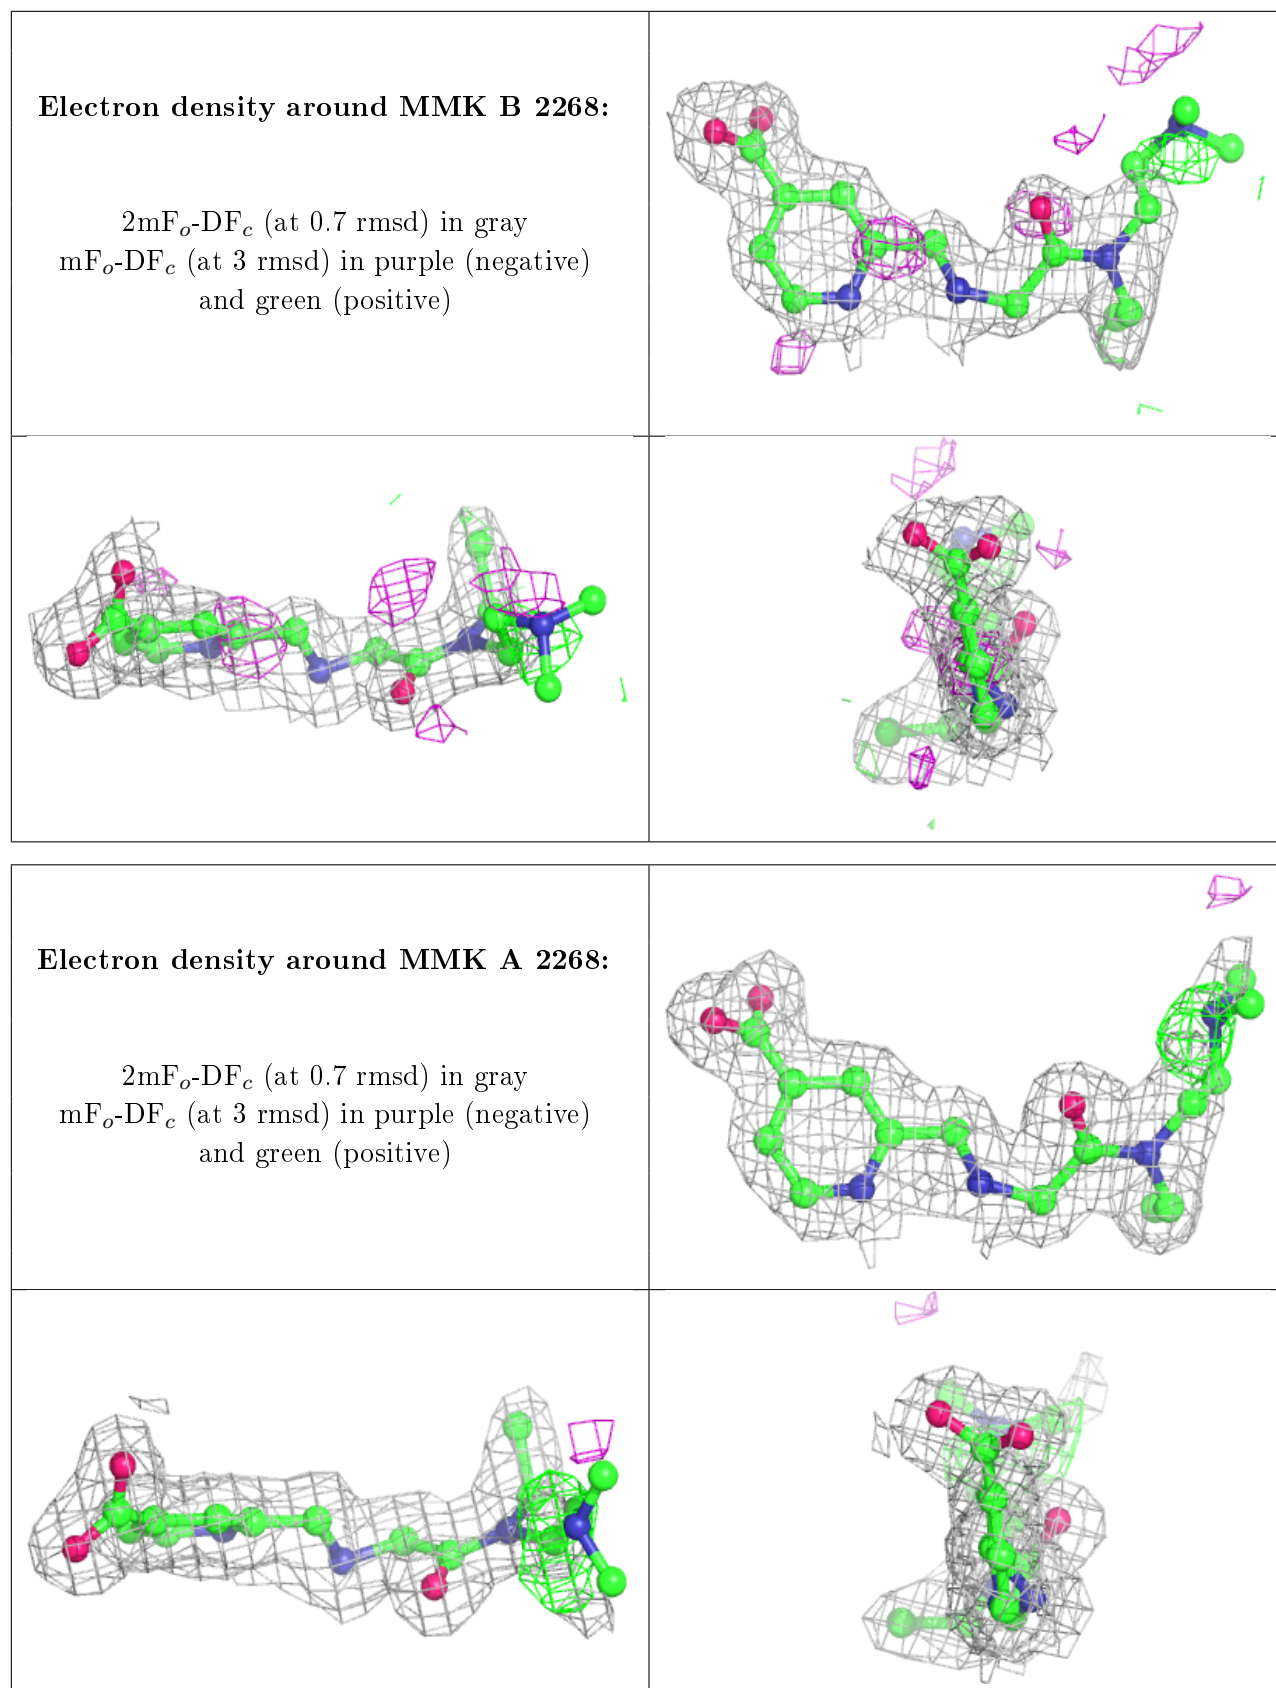 Electron density around MMK B 2268:
2mFₒ-DF𝑐 (at 0.7 rmsd) in gray
mFₒ-DF𝑐 (at 3 rmsd) in purple (negative)
and green (positive)
Electron density around MMK A 2268:
2mFₒ-DF𝑐 (at 0.7 rmsd) in gray
mFₒ-DF𝑐 (at 3 rmsd) in purple (negative)
and green (positive)